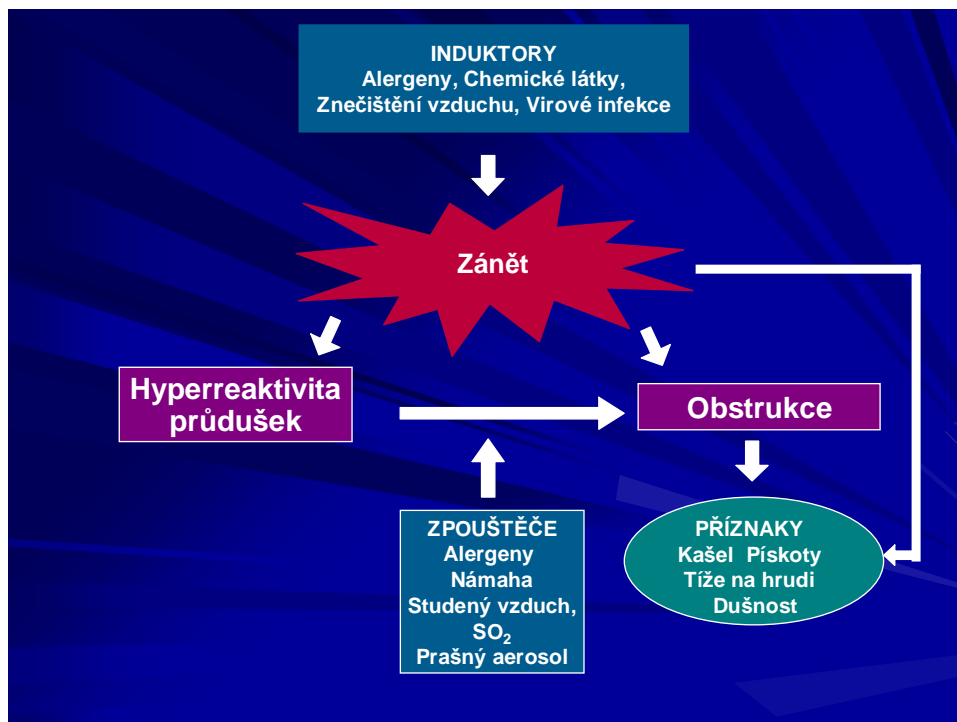 INDUKTORY
Alergeny, Chemické látky,
Znečištění vzduchu, Virové infekce
Zánět
Hyperreaktivita
průdušek
Obstrukce
ZPOUŠTĚČE
Alergeny
Námaha
Studený vzduch,
SO₂
Prašný aerosol
PŘÍZNAKY
Kašel Pískoty
Tíže na hrudi
Dušnost